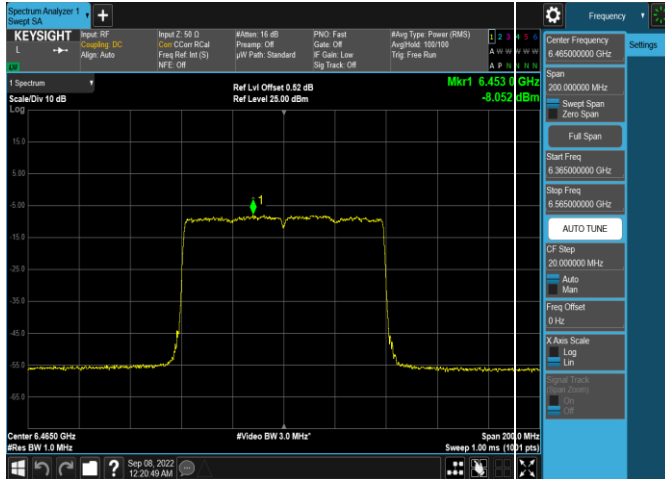 Spectrum Analyzer 1
Swept SA
Frequency
KEYSIGHT
L
Input: RF
Coupling: DC
Align: Auto
Input Z: 50 Ω
Corr CCorr RCal
Freq Ref: Int (S)
NFE: Off
#Atten: 16 dB
Preamp: Off
µW Path: Standard
PNO: Fast
Gate: Off
IF Gain: Low
Sig Track: Off
#Avg Type: Power (RMS)
Avg|Hold: 100/100
Trig: Free Run
1 2 3 4 5 6
A W W W W W
A P N N N N
1 Spectrum
Scale/Div 10 dB
Log
Ref Lvl Offset 0.52 dB
Ref Level 25.00 dBm
Mkr1 6.453 0 GHz
-8.052 dBm
15.0
5.00
-5.00
-15.0
-25.0
-35.0
-45.0
-55.0
-65.0
1
Center 6.4650 GHz
#Res BW 1.0 MHz
#Video BW 3.0 MHz*
Span 200.0 MHz
Sweep 1.00 ms (1001 pts)
Sep 08, 2022
12:20:49 AM
Settings
Center Frequency
6.465000000 GHz
Span
200.000000 MHz
Swept Span
Zero Span
Full Span
Start Freq
6.365000000 GHz
Stop Freq
6.565000000 GHz
AUTO TUNE
CF Step
20.000000 MHz
Auto
Man
Freq Offset
0 Hz
X Axis Scale
Log
Lin
Signal Track
(Span Zoom)
On
Off